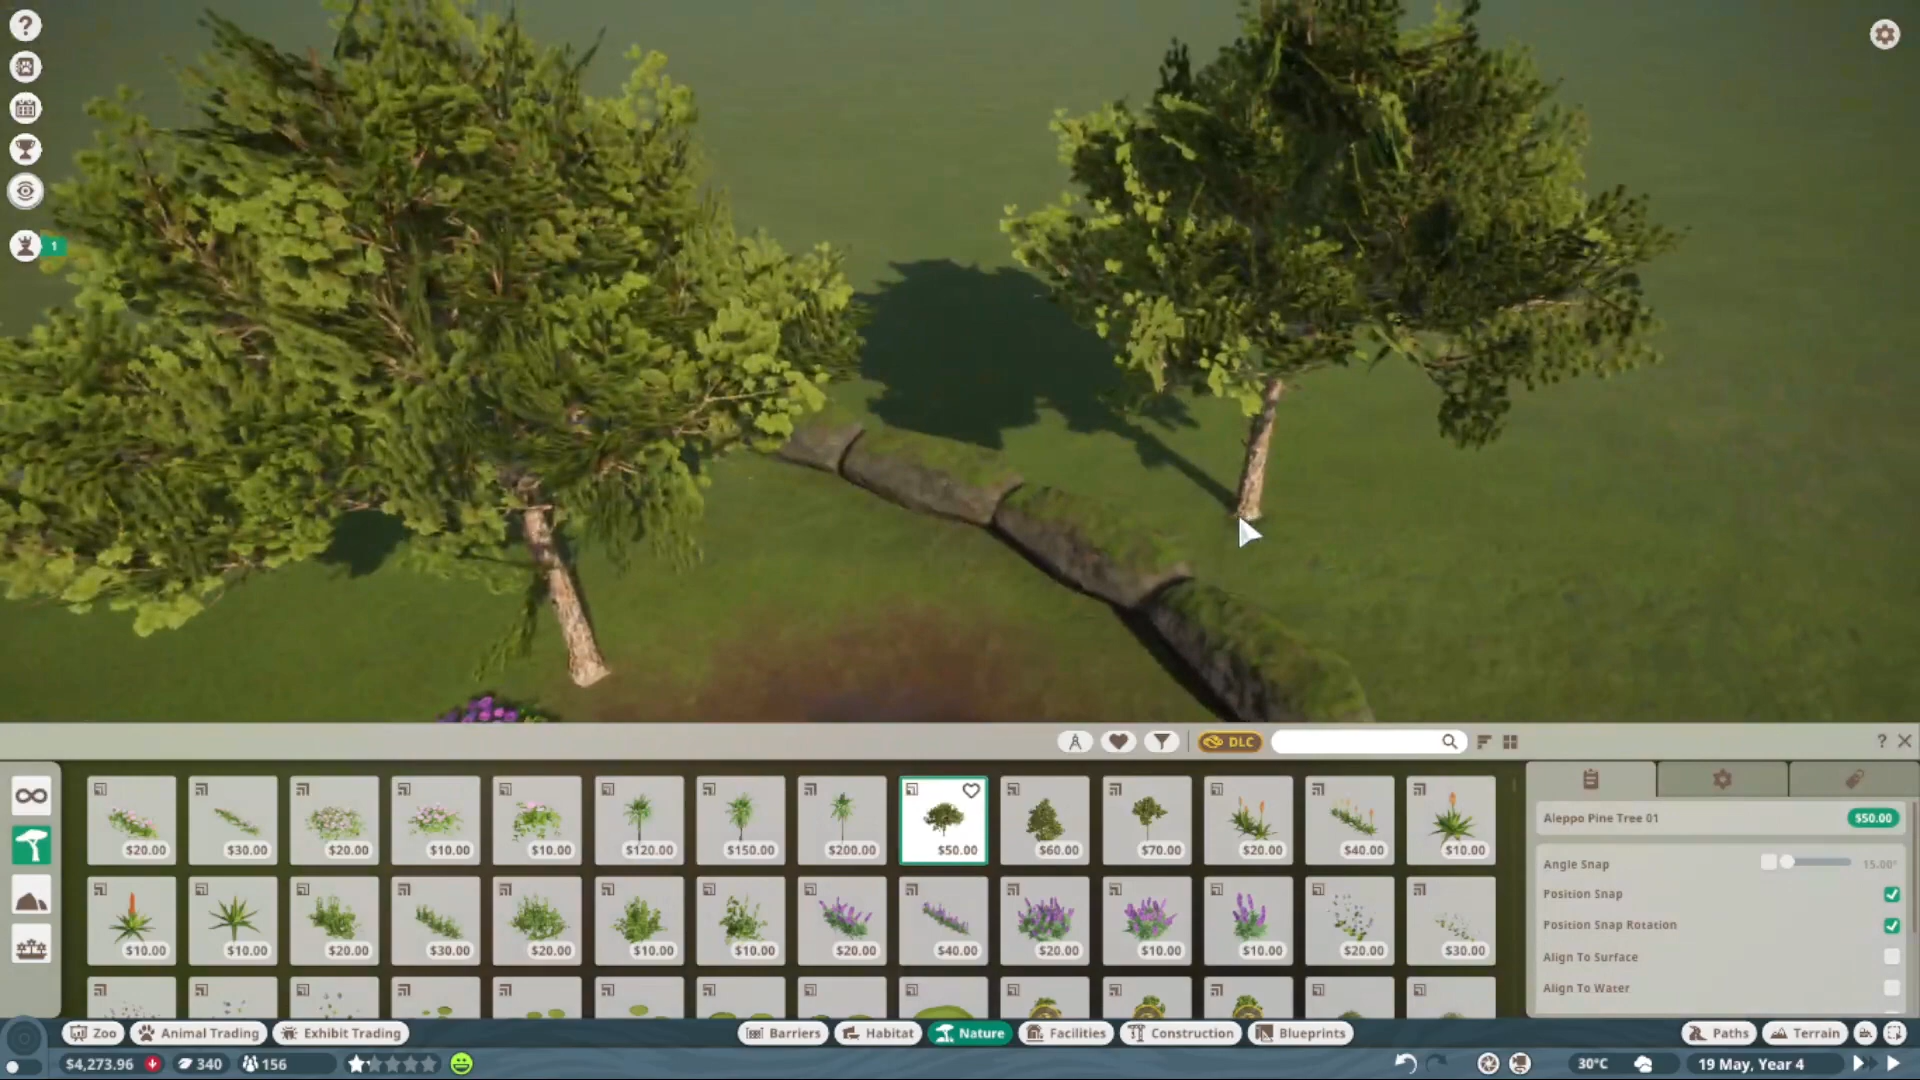 ?
1
DLC
?
$20.00 $30.00 $20.00 $10.00 $10.00 $120.00 $150.00 $200.00 $50.00 $60.00 $70.00 $20.00 $40.00 $10.00
$10.00 $10.00 $20.00 $30.00 $20.00 $10.00 $10.00 $20.00 $40.00 $20.00 $10.00 $10.00 $20.00 $30.00
Aleppo Pine Tree 01 $50.00
Angle Snap 15.00°
Position Snap
Position Snap Rotation
Align To Surface
Align To Water
Zoo Animal Trading Exhibit Trading Barriers Habitat Nature Facilities Construction Blueprints Paths Terrain
$4,273.96 340 156 30°C 19 May, Year 4